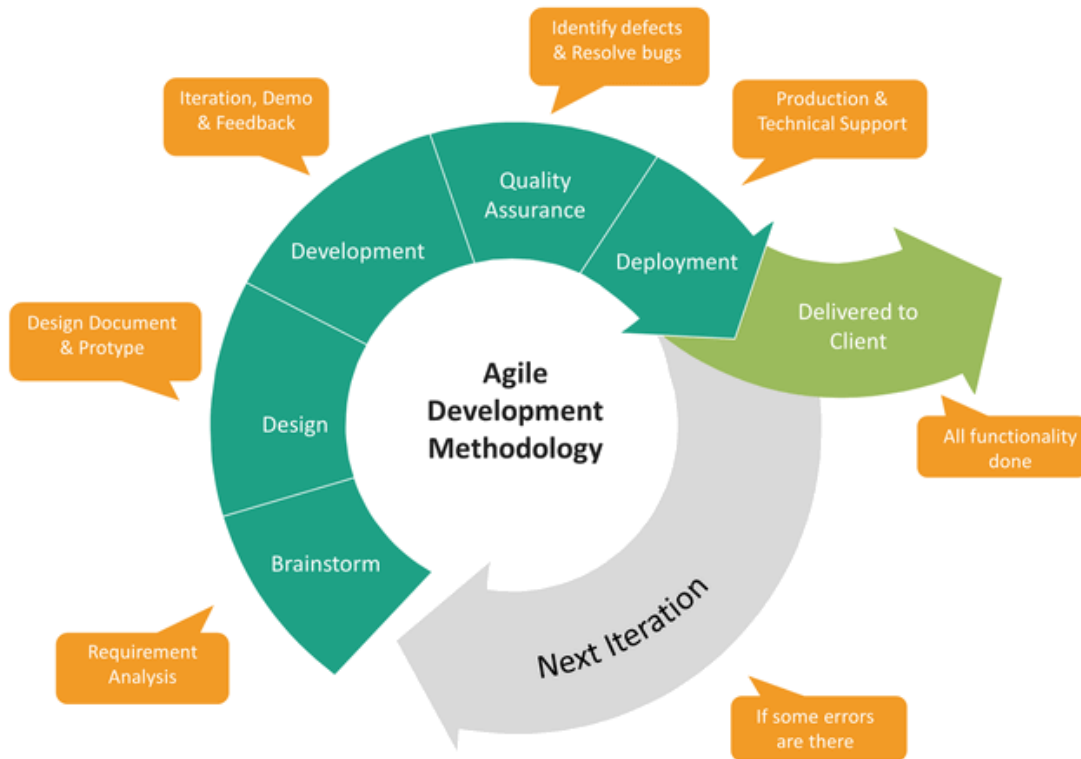 Identify defects
& Resolve bugs
Iteration, Demo
& Feedback
Production &
Technical Support
Quality
Assurance
Development
Deployment
Delivered to
Client
Design Document
& Protype
Agile
Development
Methodology
Design
All functionality
done
Brainstorm
Next Iteration
Requirement
Analysis
If some errors
are there